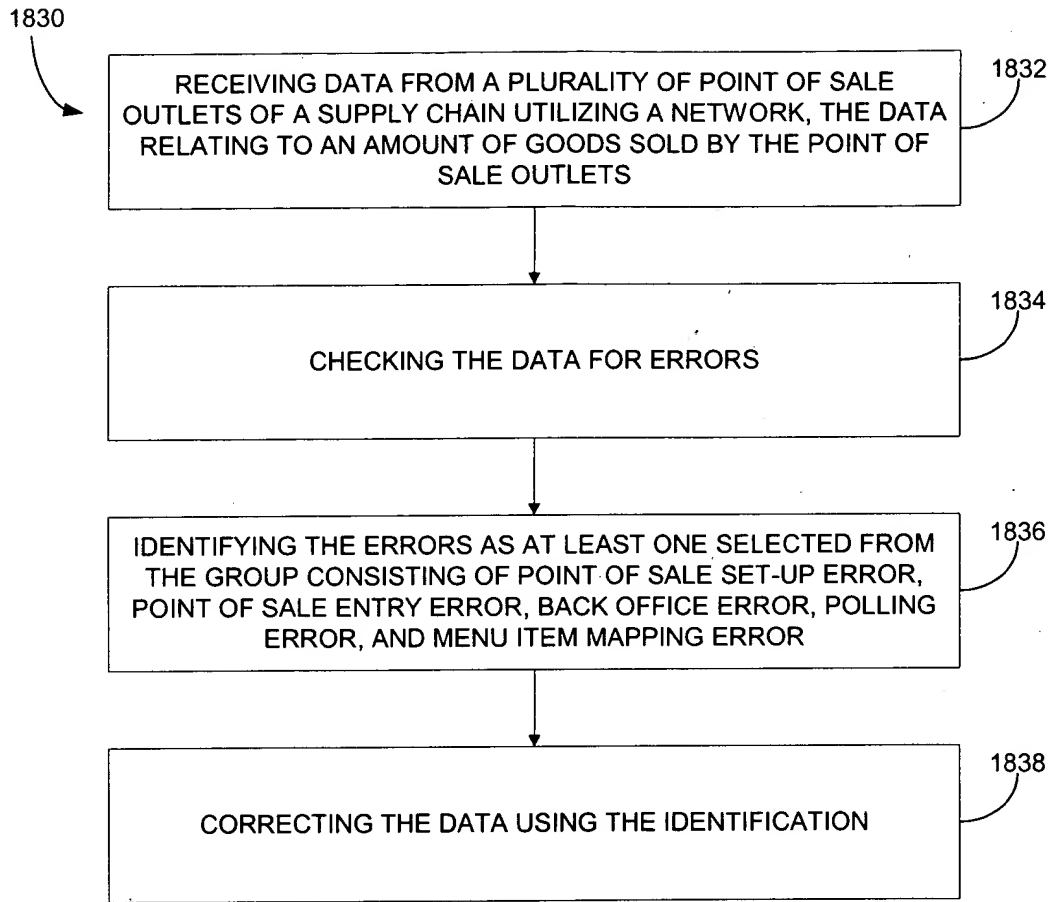 1830
RECEIVING DATA FROM A PLURALITY OF POINT OF SALE
OUTLETS OF A SUPPLY CHAIN UTILIZING A NETWORK, THE DATA
RELATING TO AN AMOUNT OF GOODS SOLD BY THE POINT OF
SALE OUTLETS
1832
CHECKING THE DATA FOR ERRORS
1834
IDENTIFYING THE ERRORS AS AT LEAST ONE SELECTED FROM
THE GROUP CONSISTING OF POINT OF SALE SET-UP ERROR,
POINT OF SALE ENTRY ERROR, BACK OFFICE ERROR, POLLING
ERROR, AND MENU ITEM MAPPING ERROR
1836
CORRECTING THE DATA USING THE IDENTIFICATION
1838